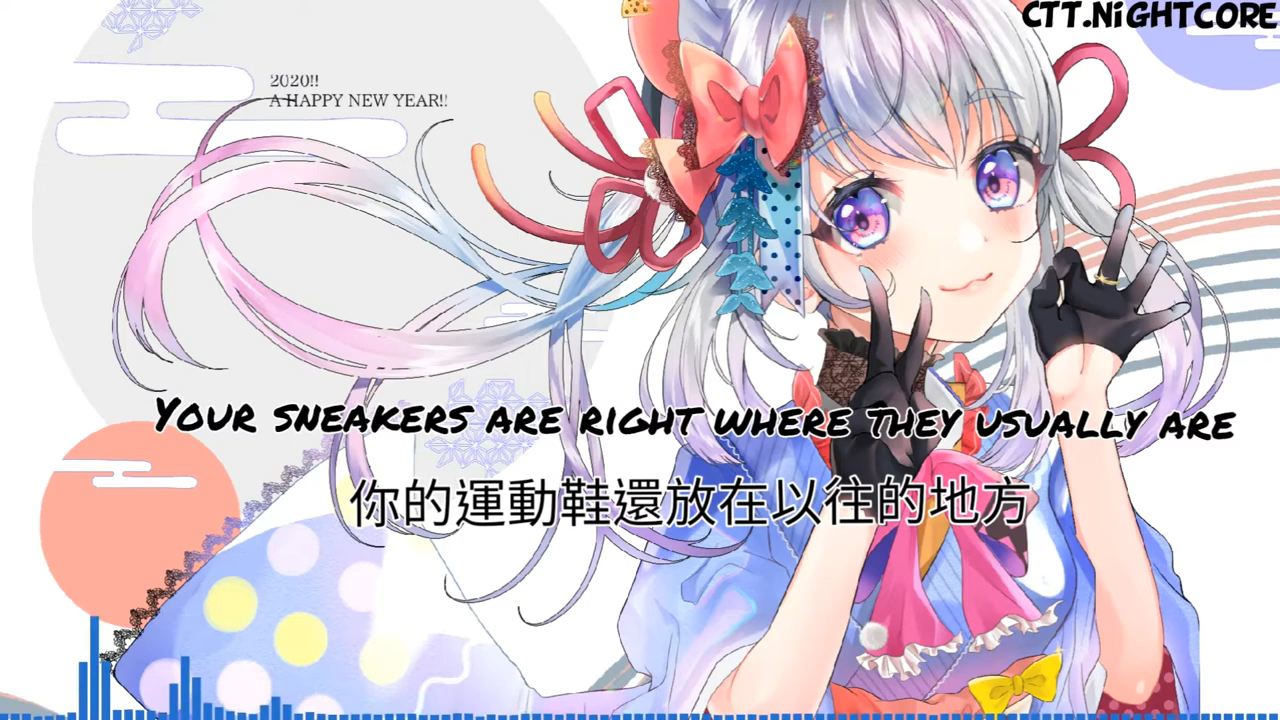 CTT.NiGHTCORE
2020!!
A HAPPY NEW YEAR!!
Your sneakers are right where they usually are
你的運動鞋還放在以往的地方